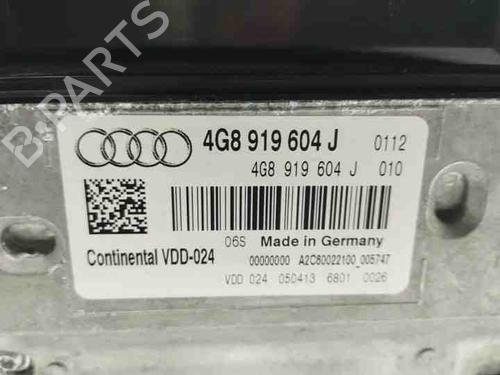 4G8 919 604 J 0112
4G8 919 604 J 010
06S Made in Germany
Continental VDD-024
00000000 A2C80022100_005747
VDD 024 050413 6801 0026
B-PARTS